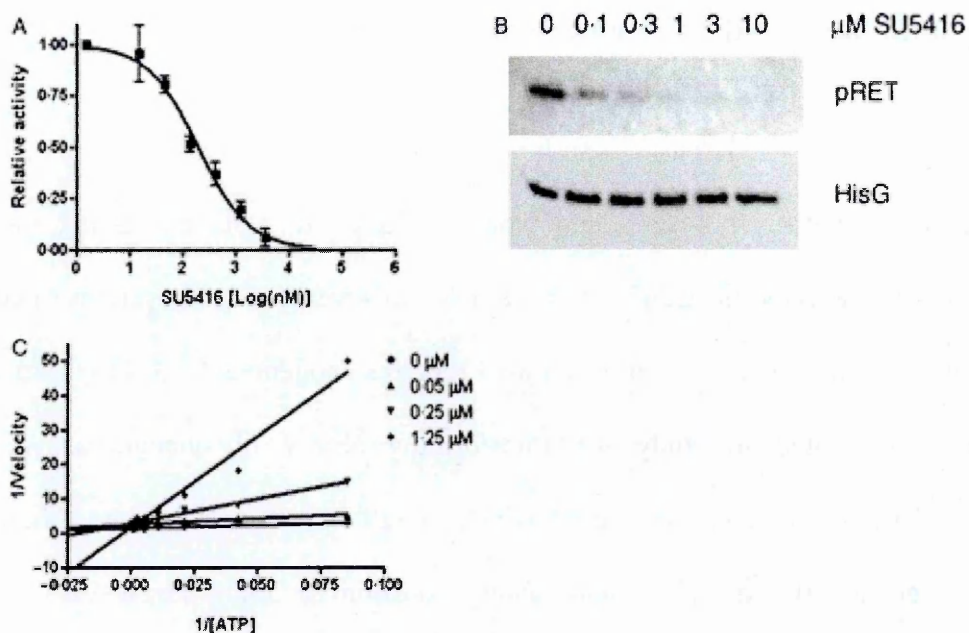 A
Relative activity
1·00
0·75
0·50
0·25
0·00
0 1 2 3 4 5 6
SU5416 [Log(nM)]
B 0 0·1 0·3 1 3 10 µM SU5416
pRET
HisG
C
1/Velocity
50
40
30
20
10
0
−10
−0·025 0·000 0·025 0·050 0·075 0·100
1/[ATP]
0 µM
0·05 µM
0·25 µM
1·25 µM